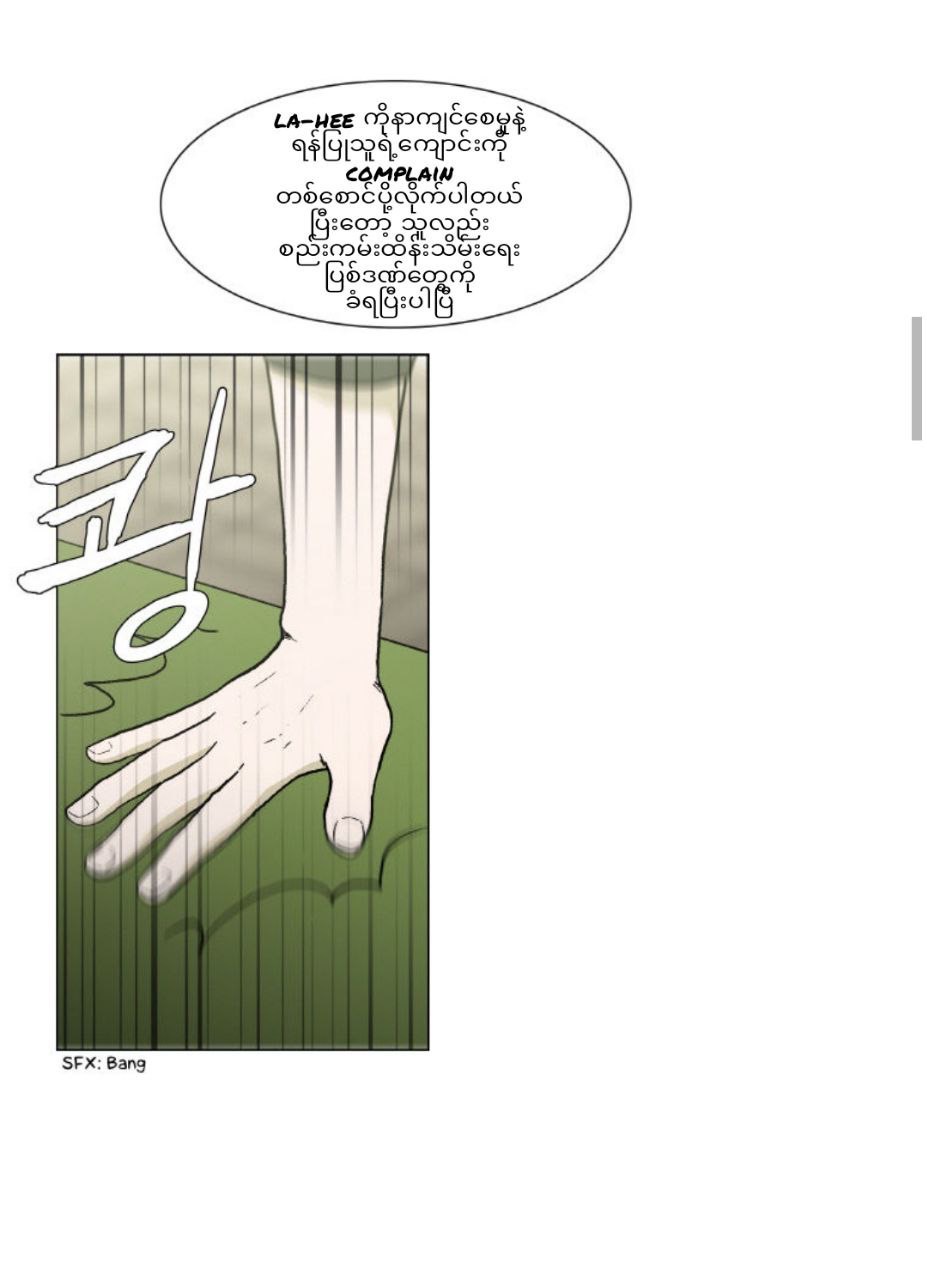 LA-HEE ကိုနာကျင်စေမှုနဲ့
ရန်ပြုသူရဲ့ကျောင်းကို
COMPLAIN
တစ်စောင်ပို့လိုက်ပါတယ်
ပြီးတော့ သူလည်း
စည်းကမ်းထိန်းသိမ်းရေး
ပြစ်ဒဏ်တွေကို
ခံရပြီးပါပြီ
쾅
SFX: Bang